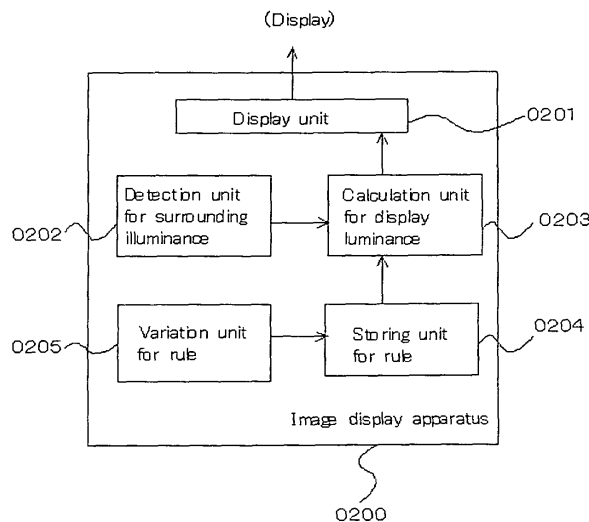 (Display)
Display unit
0201
Detection unit
for surrounding
illuminance
Calculation unit
for display
luminance
0202
0203
Variation unit
for rule
Storing unit
for rule
0205
0204
Image display apparatus
0200